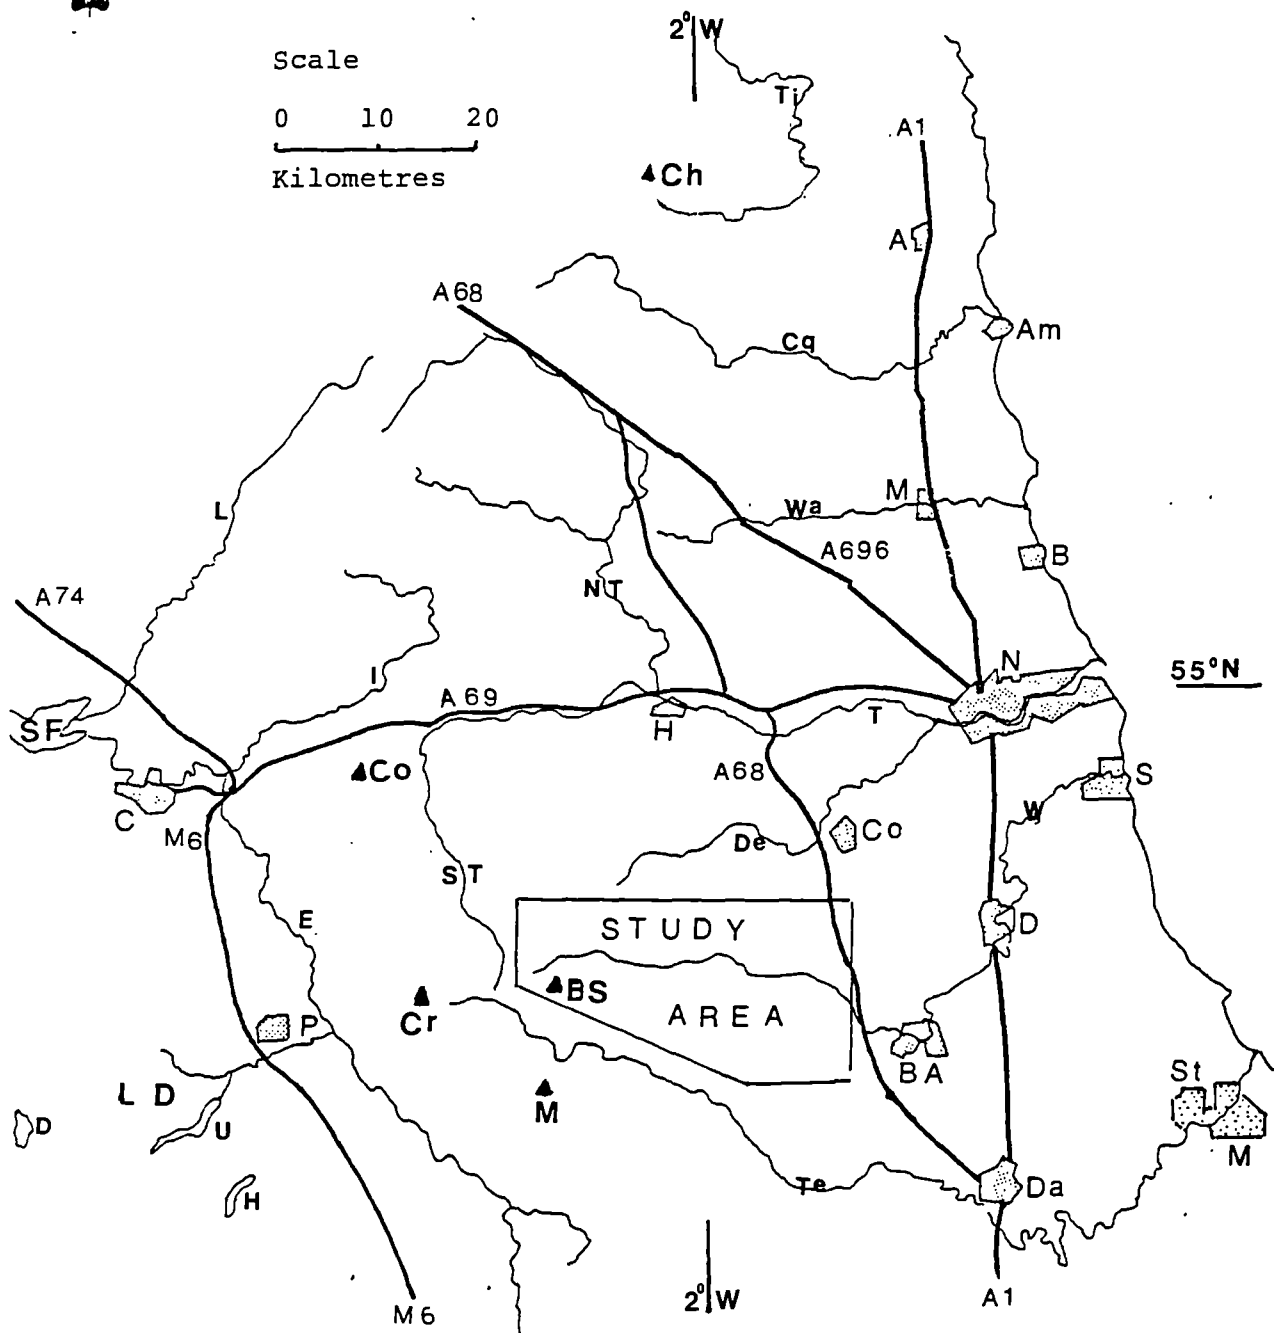 2°W
Scale
0 10 20
Kilometres
Ti
A1
Ch
A
A68
Am
Cq
L
M
Wa
B
A696
A74
NT
N
55°N
I
A69
SF
H
T
Co
A68
S
C
W
M6
Co
De
ST
E
STUDY
D
BS
AREA
Cr
P
BA
St
LD
M
D
U
M
H
Te
Da
2°W
A1
M6